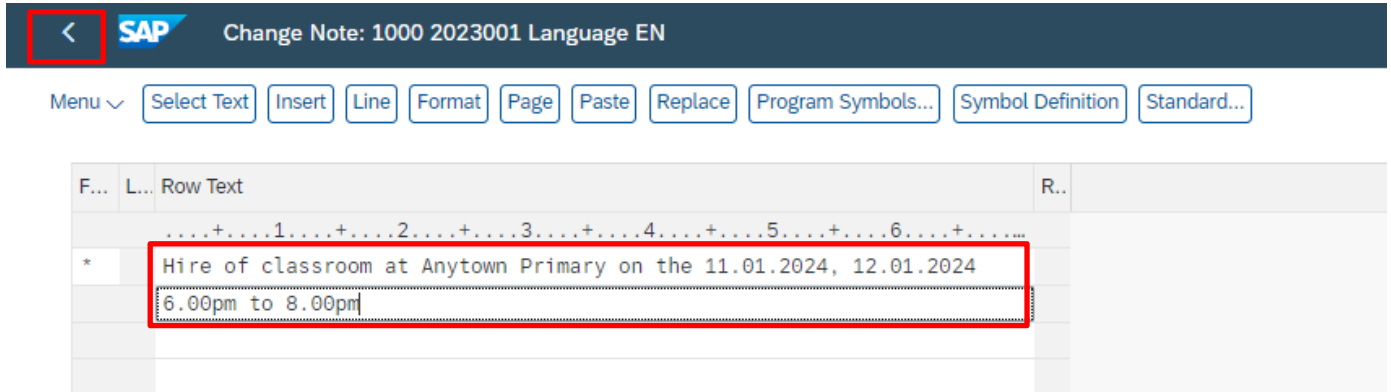 SAP Change Note: 1000 2023001 Language EN
Menu Select Text Insert Line Format Page Paste Replace Program Symbols... Symbol Definition Standard...
F... L... Row Text R..
....+....1....+....2....+....3....+....4....+....5....+....6....+....…
* Hire of classroom at Anytown Primary on the 11.01.2024, 12.01.2024
6.00pm to 8.00pm